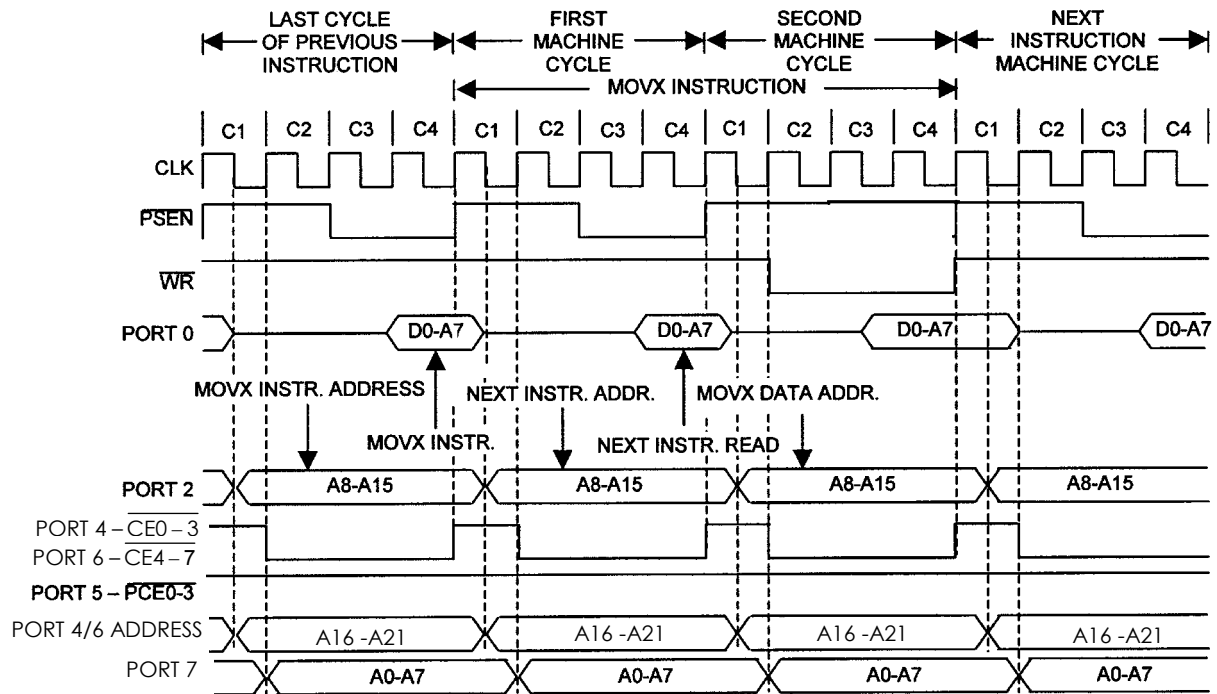 LAST CYCLE
OF PREVIOUS
INSTRUCTION
FIRST
MACHINE
CYCLE
SECOND
MACHINE
CYCLE
NEXT
INSTRUCTION
MACHINE CYCLE
MOVX INSTRUCTION
C1 C2 C3 C4 C1 C2 C3 C4 C1 C2 C3 C4 C1 C2 C3 C4
CLK
PSEN
WR
PORT 0 D0-A7 D0-A7 D0-A7 D0-A7
MOVX INSTR. ADDRESS
NEXT INSTR. ADDR.
MOVX DATA ADDR.
MOVX INSTR.
NEXT INSTR. READ
PORT 2 A8-A15 A8-A15 A8-A15 A8-A15
PORT 4 – CE0 – 3
PORT 6 – CE4 – 7
PORT 5 – PCE0-3
PORT 4/6 ADDRESS A16 -A21 A16 -A21 A16 -A21 A16 -A21
PORT 7 A0-A7 A0-A7 A0-A7 A0-A7